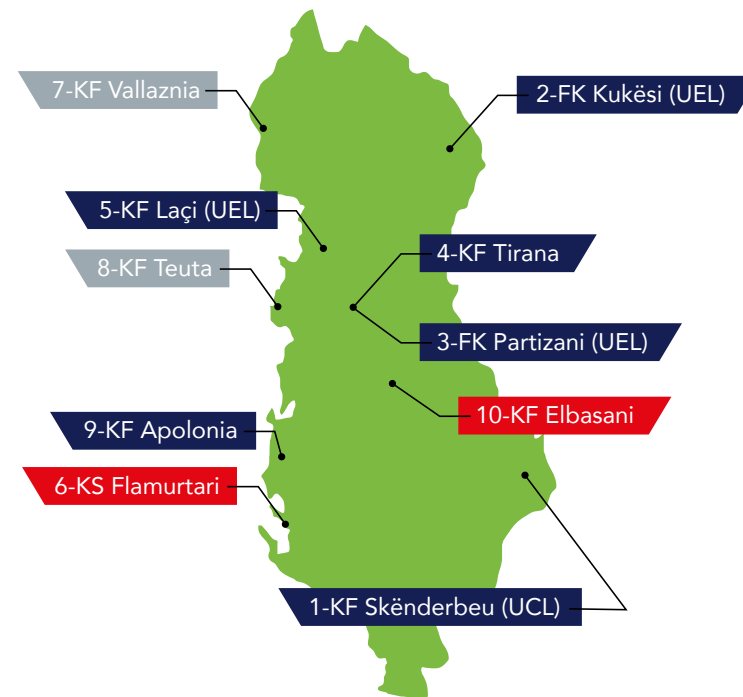 7-KF Vallaznia
2-FK Kukësi (UEL)
5-KF Laçi (UEL)
4-KF Tirana
8-KF Teuta
3-FK Partizani (UEL)
10-KF Elbasani
9-KF Apolonia
6-KS Flamurtari
1-KF Skënderbeu (UCL)